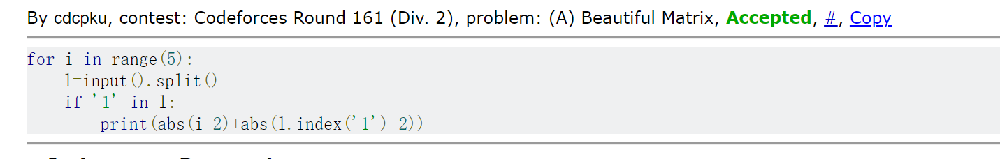 By cdcpku, contest: Codeforces Round 161 (Div. 2), problem: (A) Beautiful Matrix, Accepted, #, Copy
for i in range(5):
    l=input().split()
    if '1' in l:
        print(abs(i-2)+abs(l.index('1')-2))